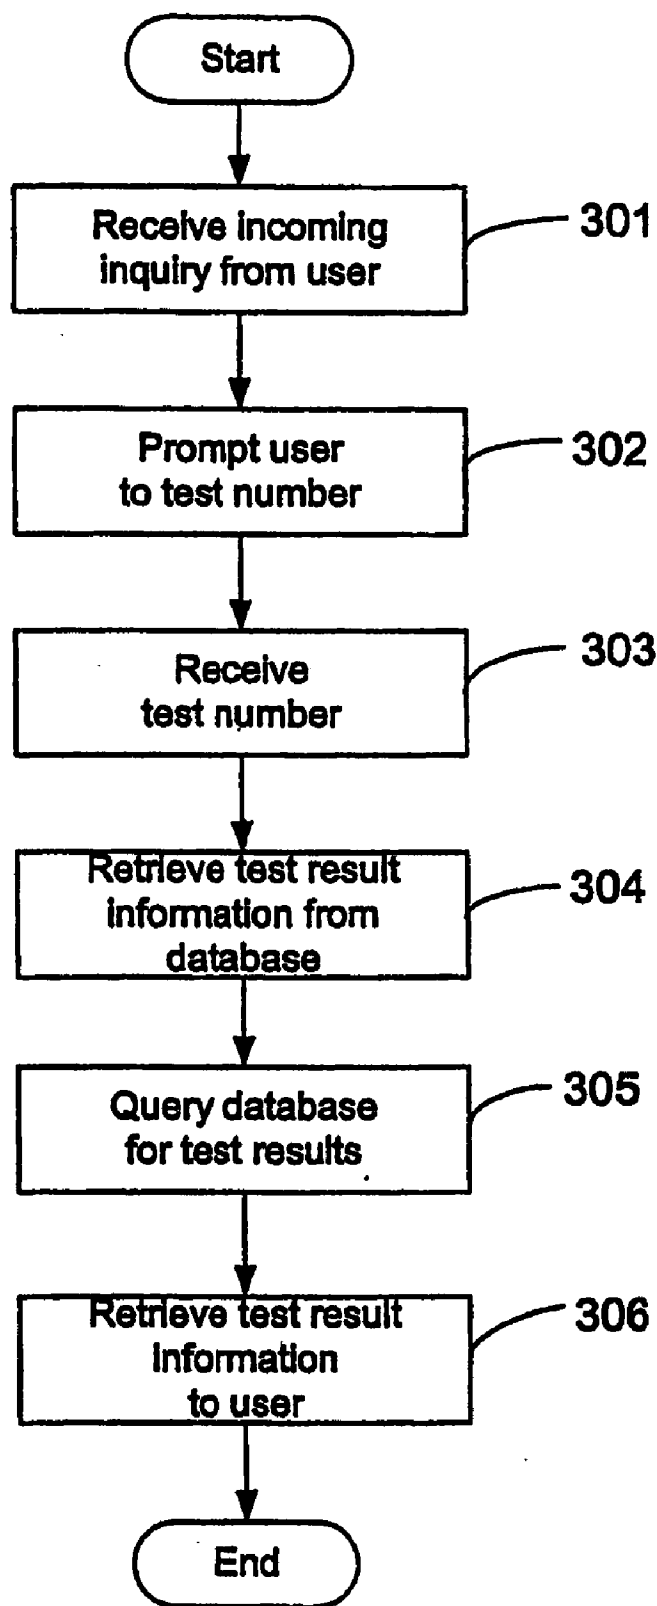 Start
Receive incoming
inquiry from user
301
Prompt user
to test number
302
Receive
test number
303
Retrieve test result
information from
database
304
Query database
for test results
305
Retrieve test result
information
to user
306
End